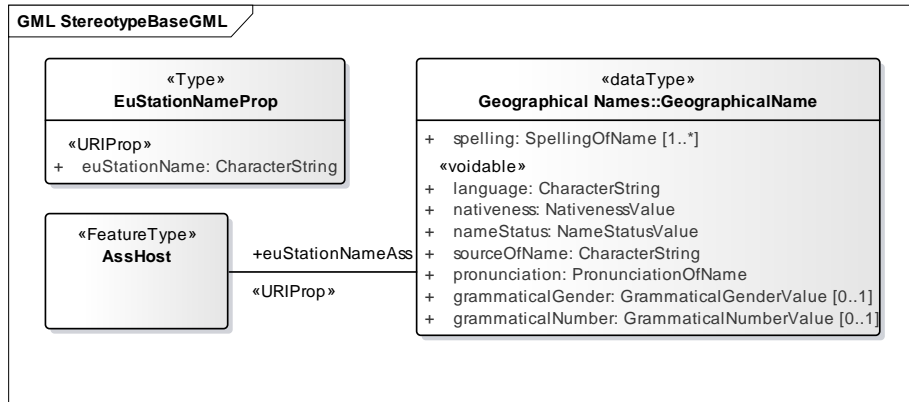 GML StereotypeBaseGML
«Type»
EuStationNameProp
«URIProp»
+ euStationName: CharacterString
«dataType»
Geographical Names::GeographicalName
+ spelling: SpellingOfName [1..*]
«voidable»
+ language: CharacterString
+ nativeness: NativenessValue
+ nameStatus: NameStatusValue
+ sourceOfName: CharacterString
+ pronunciation: PronunciationOfName
+ grammaticalGender: GrammaticalGenderValue [0..1]
+ grammaticalNumber: GrammaticalNumberValue [0..1]
«FeatureType»
AssHost
+euStationNameAss
«URIProp»